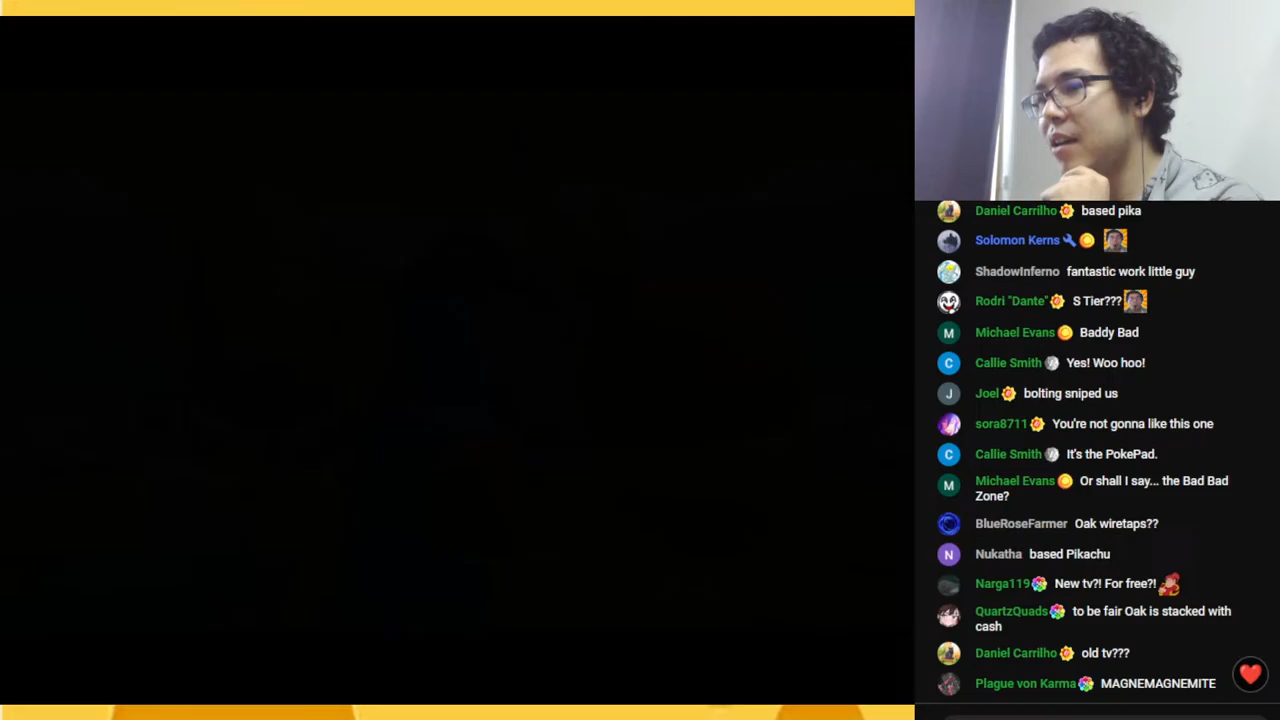 Daniel Carrilho based pika
Solomon Kerns
ShadowInferno fantastic work little guy
Rodri "Dante" S Tier???
Michael Evans Baddy Bad
Callie Smith Yes! Woo hoo!
Joel bolting sniped us
sora8711 You're not gonna like this one
Callie Smith It's the PokePad.
Michael Evans Or shall I say... the Bad Bad
Zone?
BlueRoseFarmer Oak wiretaps??
Nukatha based Pikachu
Narga119 New tv?! For free?!
QuartzQuads to be fair Oak is stacked with
cash
Daniel Carrilho old tv???
Plague von Karma MAGNEMAGNEMITE
M
C
J
C
M
N
M